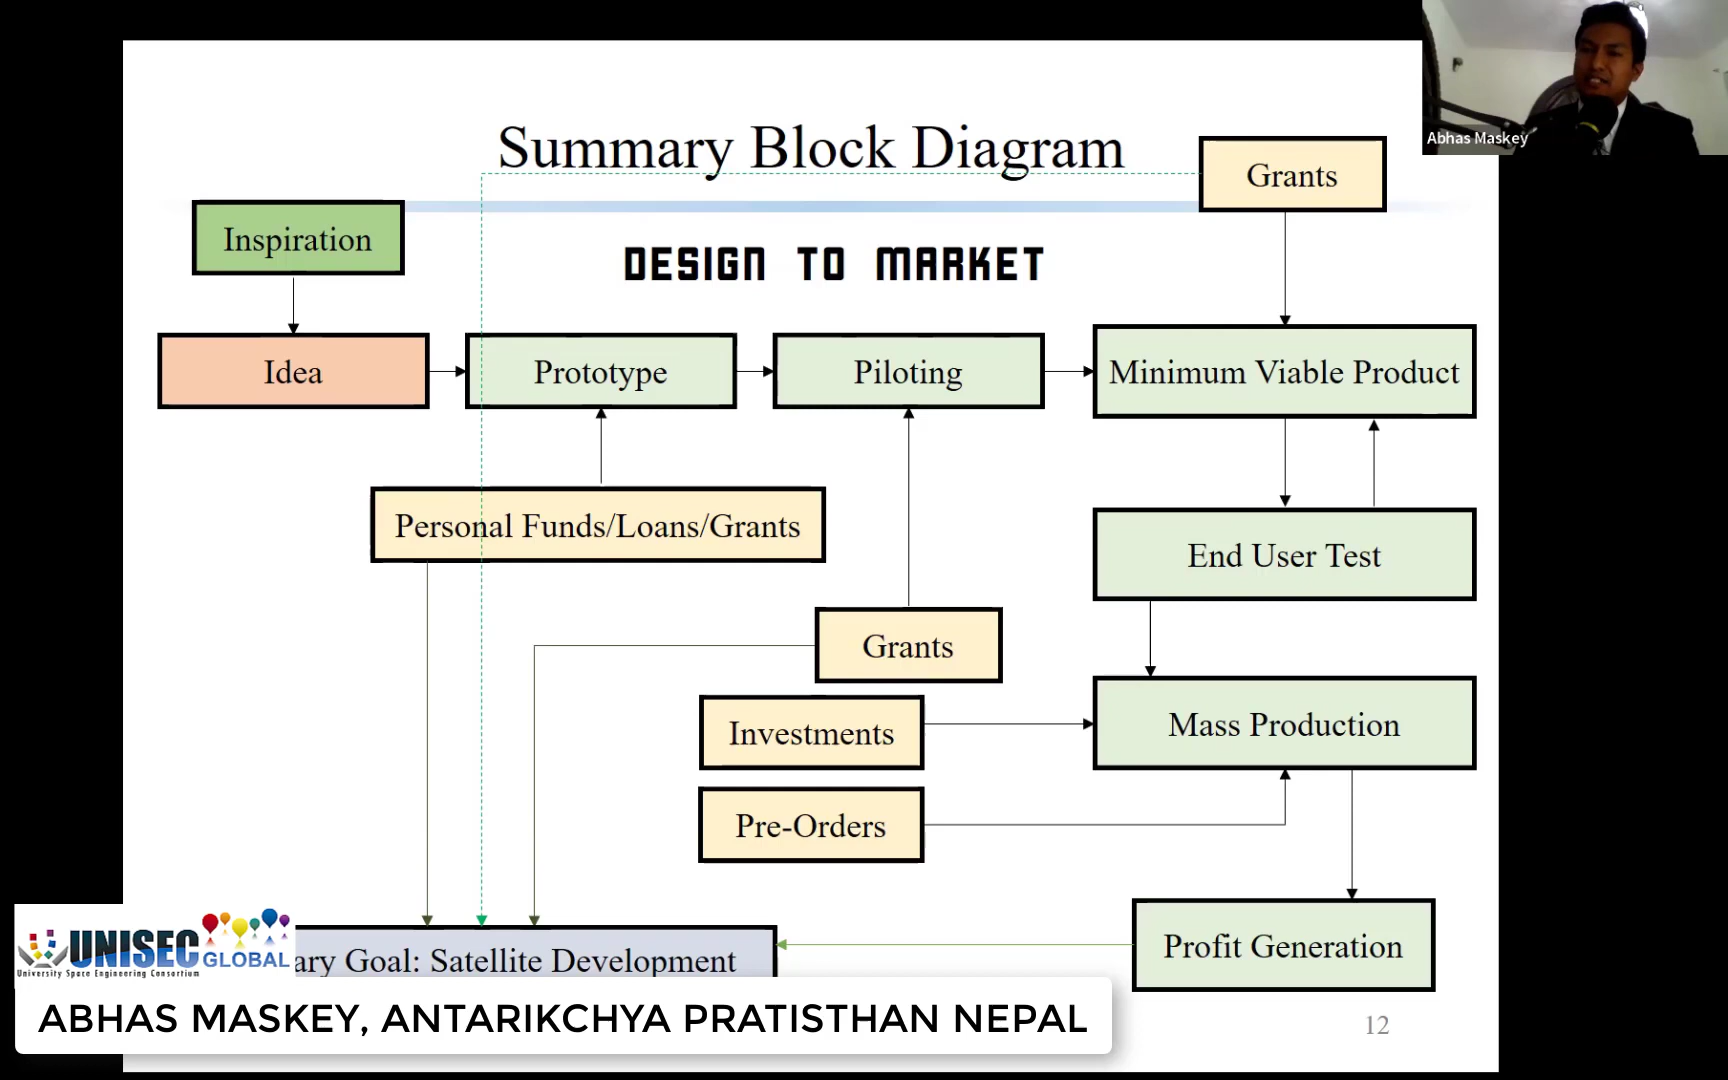 Abhas Maskey
Summary Block Diagram
Grants
Inspiration
DESIGN TO MARKET
Idea
Prototype
Piloting
Minimum Viable Product
Personal Funds/Loans/Grants
End User Test
Grants
Investments
Mass Production
Pre-Orders
UNISEC
GLOBAL
University Space Engineering Consortium
Goal: Satellite Development
Profit Generation
ABHAS MASKEY, ANTARIKCHYA PRATISTHAN NEPAL
12